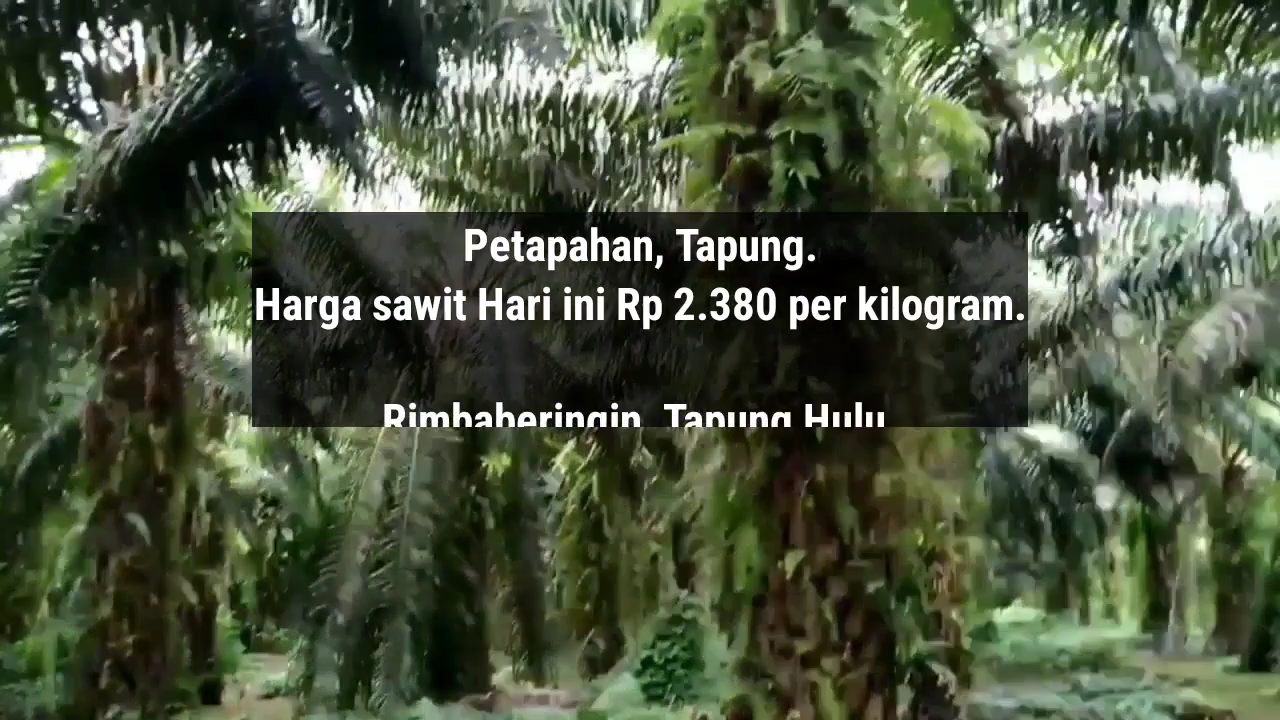 Petapahan, Tapung.
Harga sawit Hari ini Rp 2.380 per kilogram.
Rimbaberingin, Tapung Hulu